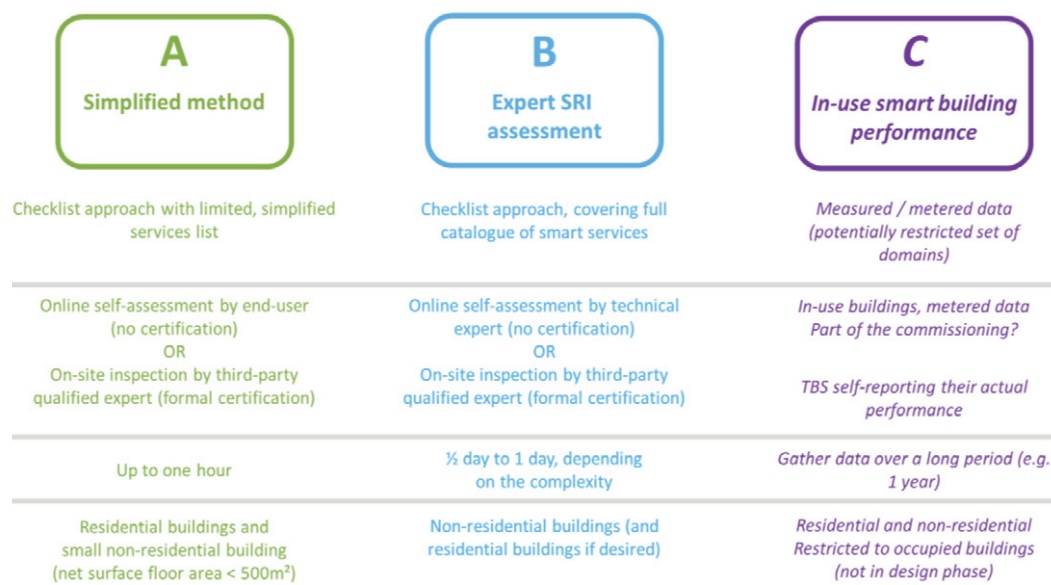 A
Simplified method
B
Expert SRI
assessment
C
In-use smart building
performance
Checklist approach with limited, simplified
services list
Checklist approach, covering full
catalogue of smart services
Measured / metered data
(potentially restricted set of
domains)
Online self-assessment by end-user
(no certification)
OR
On-site inspection by third-party
qualified expert (formal certification)
Online self-assessment by technical
expert (no certification)
OR
On-site inspection by third-party
qualified expert (formal certification)
In-use buildings, metered data
Part of the commissioning?
TBS self-reporting their actual
performance
Up to one hour
½ day to 1 day, depending
on the complexity
Gather data over a long period (e.g.
1 year)
Residential buildings and
small non-residential building
(net surface floor area < 500m²)
Non-residential buildings (and
residential buildings if desired)
Residential and non-residential
Restricted to occupied buildings
(not in design phase)